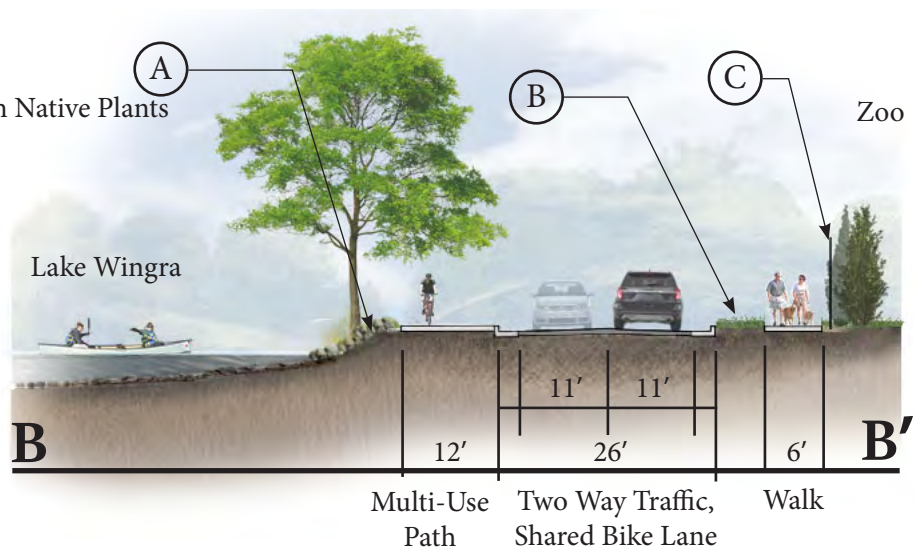 A
B
C
Native Plants
Zoo
Lake Wingra
11′ 11′
B 12′ 26′ 6′ B′
Multi-Use Two Way Traffic, Walk
Path Shared Bike Lane